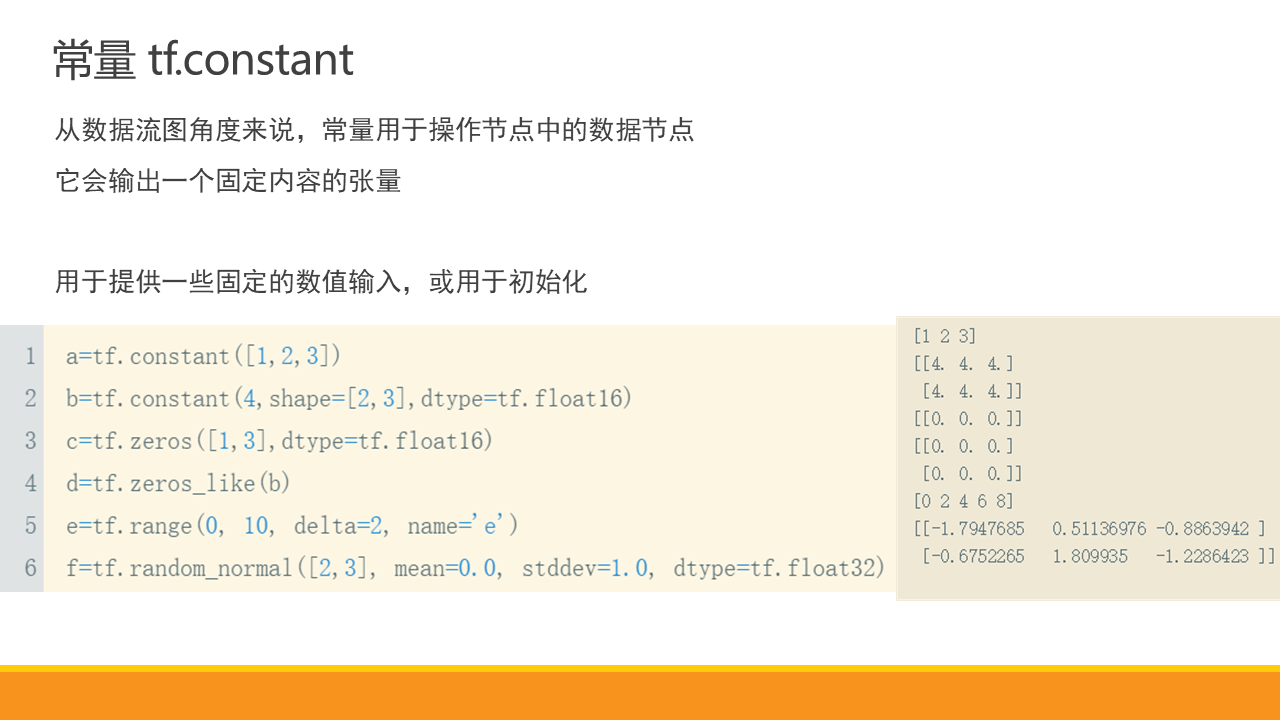 常量 tf.constant
从数据流图角度来说，常量用于操作节点中的数据节点
它会输出一个固定内容的张量
用于提供一些固定的数值输入，或用于初始化
1 a=tf.constant([1,2,3])
2 b=tf.constant(4,shape=[2,3],dtype=tf.float16)
3 c=tf.zeros([1,3],dtype=tf.float16)
4 d=tf.zeros_like(b)
5 e=tf.range(0, 10, delta=2, name='e')
6 f=tf.random_normal([2,3], mean=0.0, stddev=1.0, dtype=tf.float32)
[1 2 3]
[[4. 4. 4.]
[4. 4. 4.]]
[[0. 0. 0.]]
[[0. 0. 0.]
[0. 0. 0.]]
[0 2 4 6 8]
[[-1.7947685 0.51136976 -0.8863942 ]
[-0.6752265 1.809935 -1.2286423 ]]